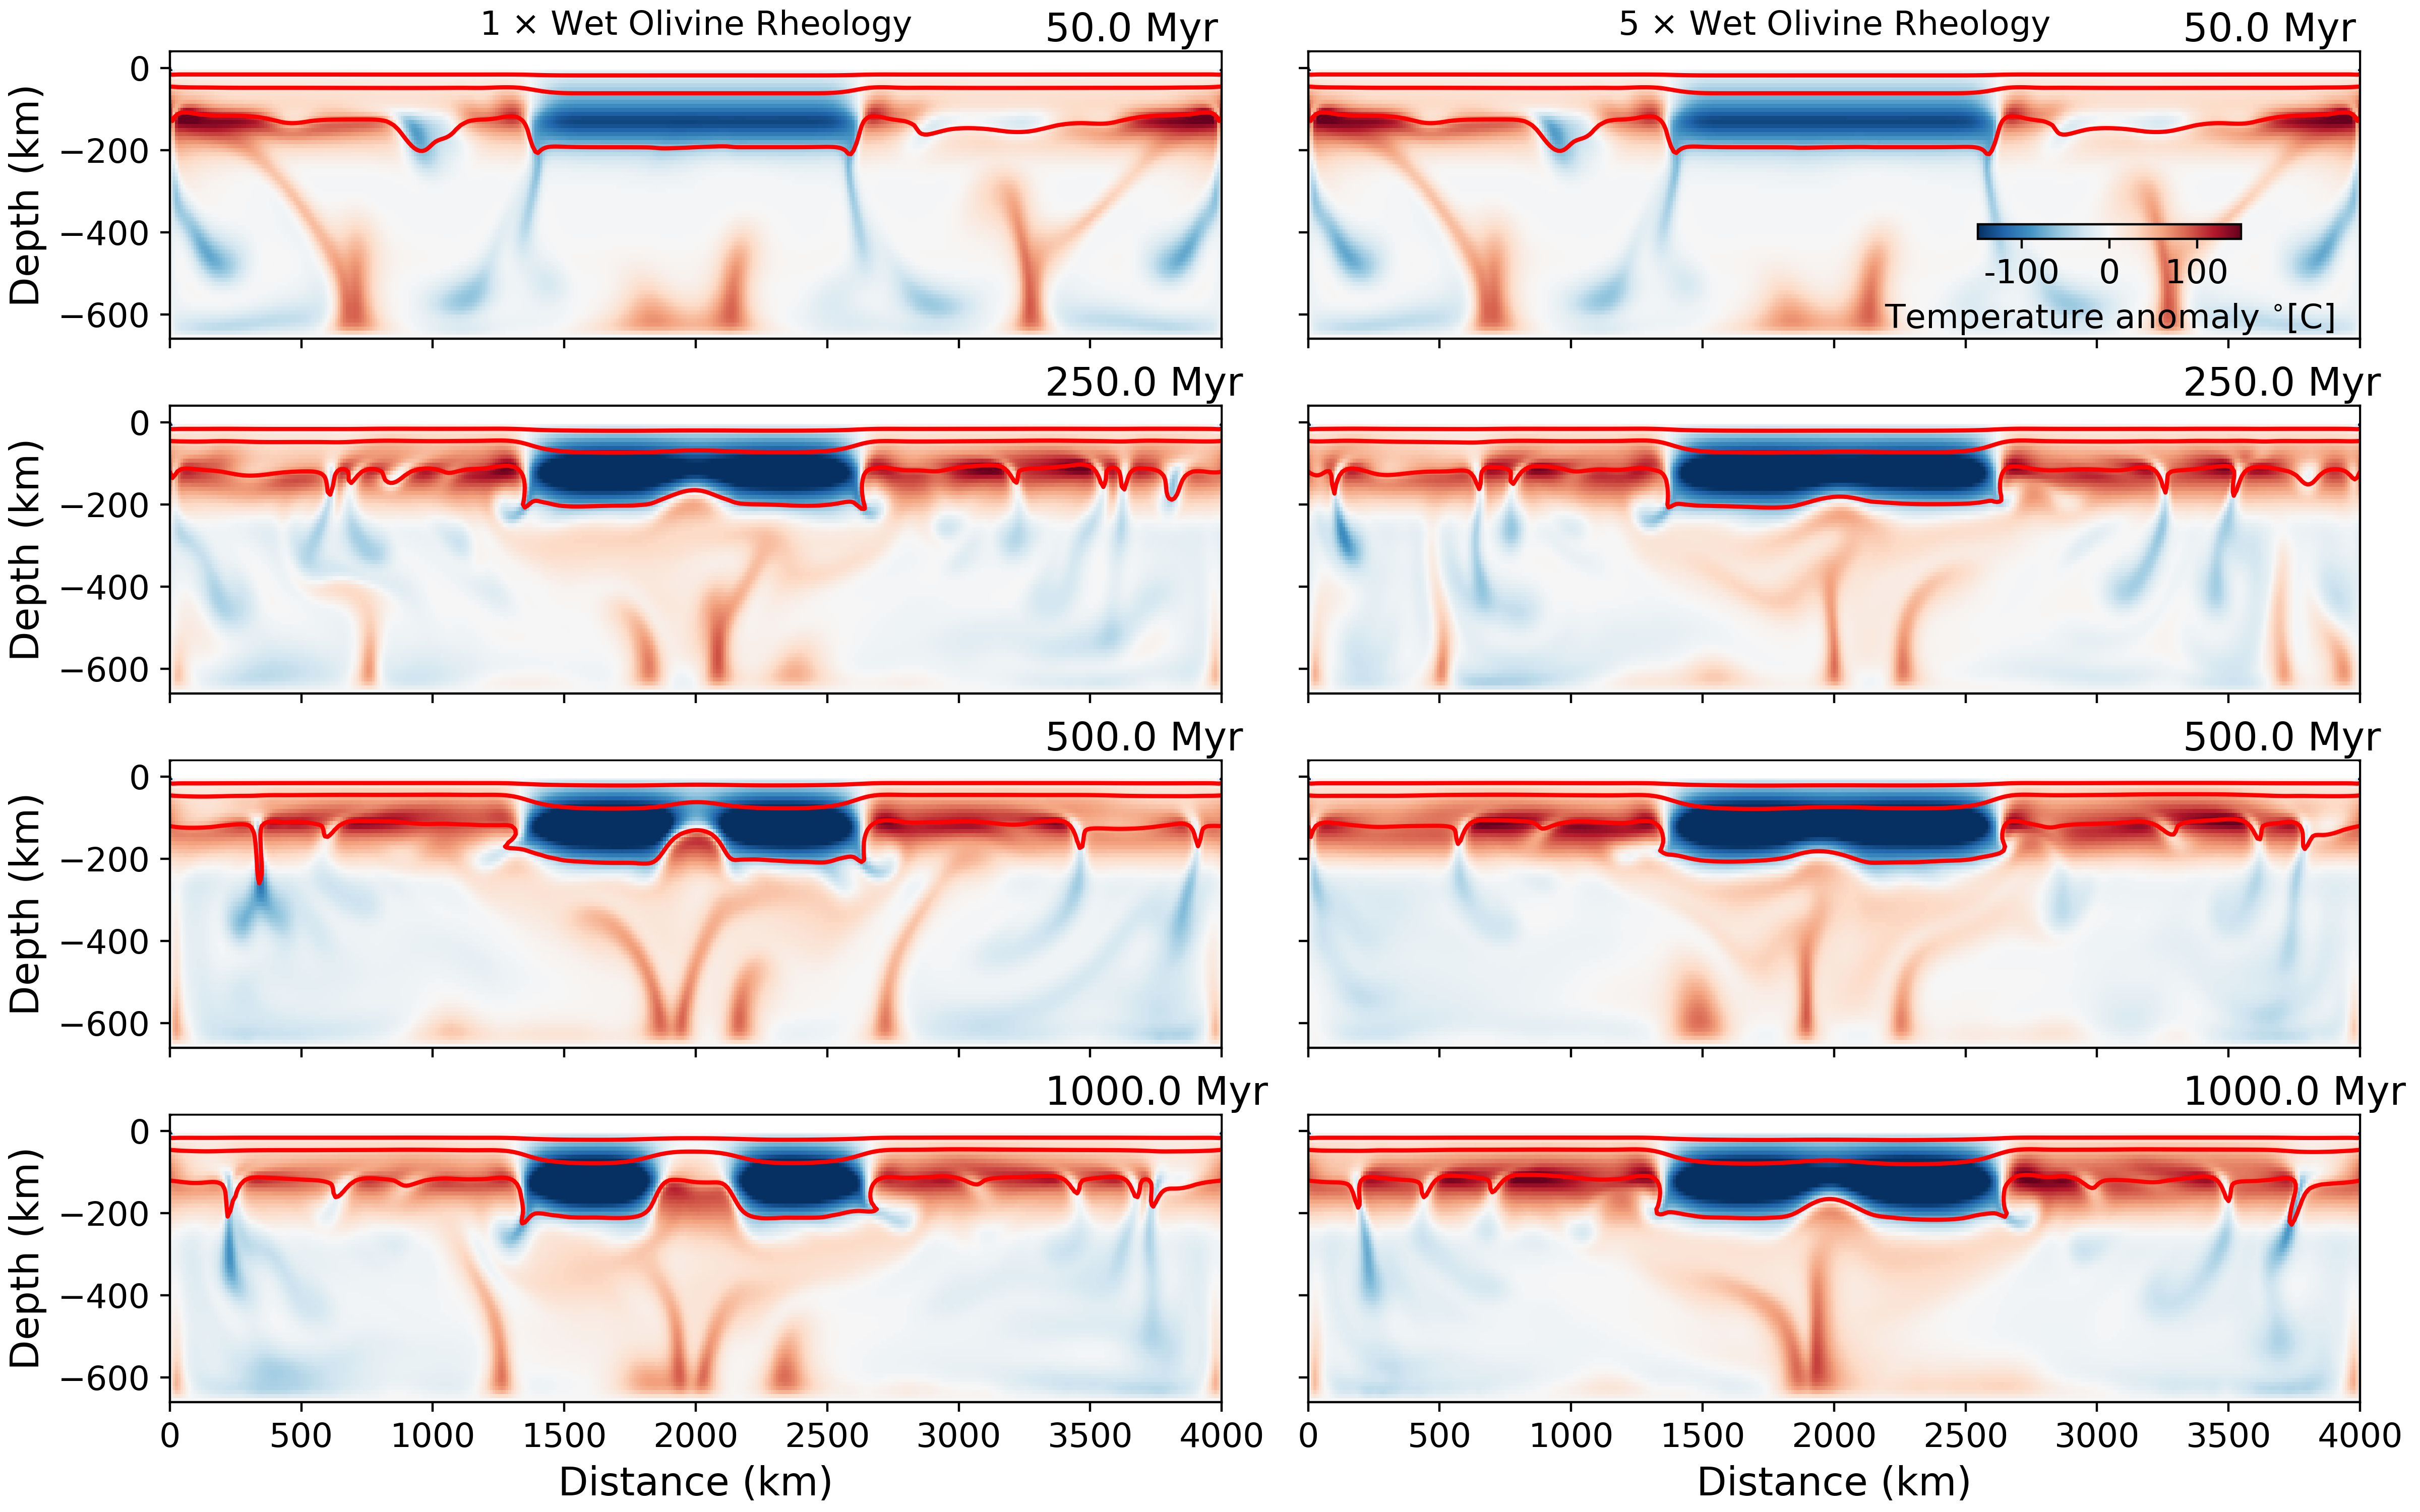 1 × Wet Olivine Rheology 50.0 Myr
5 × Wet Olivine Rheology 50.0 Myr
Depth (km)
0
−200
−400
−600
-100 0 100
Temperature anomaly °[C]
250.0 Myr
250.0 Myr
Depth (km)
0
−200
−400
−600
500.0 Myr
500.0 Myr
Depth (km)
0
−200
−400
−600
1000.0 Myr
1000.0 Myr
Depth (km)
0
−200
−400
−600
0 500 1000 1500 2000 2500 3000 3500 4000
0 500 1000 1500 2000 2500 3000 3500 4000
Distance (km)
Distance (km)